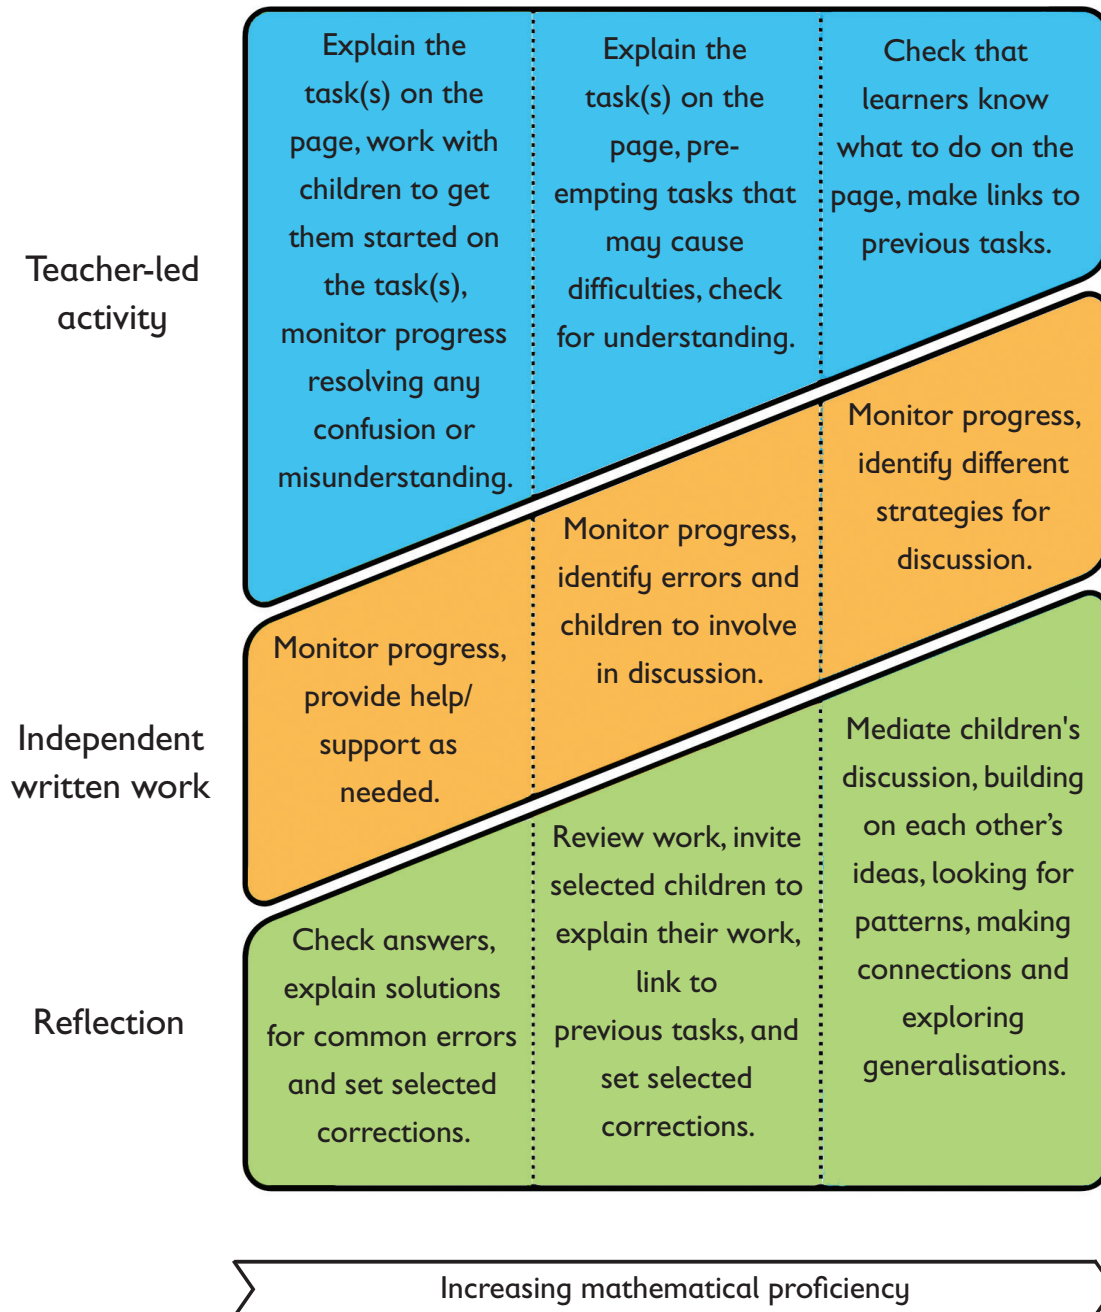 Teacher-led
activity
Explain the
task(s) on the
page, work with
children to get
them started on
the task(s),
monitor progress
resolving any
confusion or
misunderstanding.
Explain the
task(s) on the
page, pre-
empting tasks that
may cause
difficulties, check
for understanding.
Check that
learners know
what to do on the
page, make links to
previous tasks.
Independent
written work
Monitor progress,
provide help/
support as
needed.
Monitor progress,
identify errors and
children to involve
in discussion.
Monitor progress,
identify different
strategies for
discussion.
Reflection
Check answers,
explain solutions
for common errors
and set selected
corrections.
Review work, invite
selected children to
explain their work,
link to
previous tasks, and
set selected
corrections.
Mediate children's
discussion, building
on each other’s
ideas, looking for
patterns, making
connections and
exploring
generalisations.
Increasing mathematical proficiency